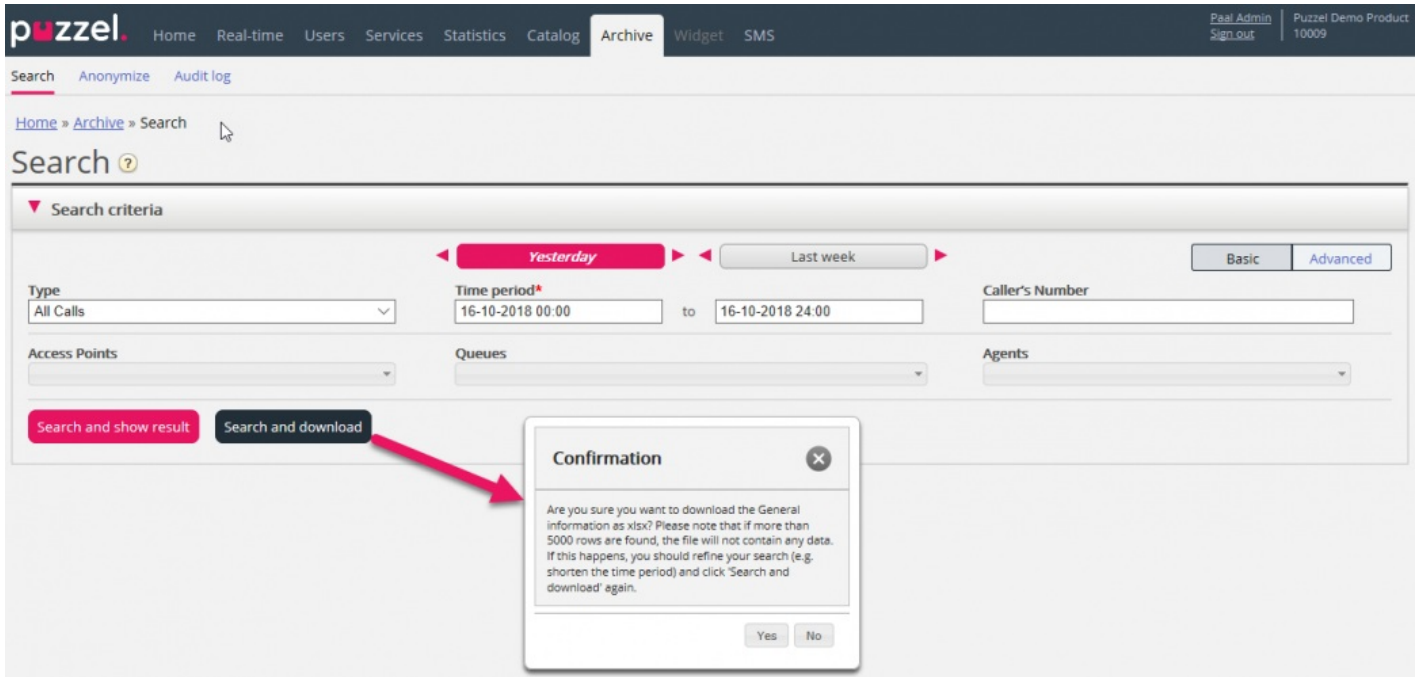 puzzel.
Home Real-time Users Services Statistics Catalog Archive Widget SMS
Paal Admin
Sign out
Puzzel Demo Product
10009
Search Anonymize Audit log
Home » Archive » Search
Search ?
Search criteria
Yesterday Last week Basic Advanced
Type Time period* Caller's Number
All Calls 16-10-2018 00:00 to 16-10-2018 24:00
Access Points Queues Agents
Search and show result Search and download
Confirmation
Are you sure you want to download the General
information as xlsx? Please note that if more than
5000 rows are found, the file will not contain any data.
If this happens, you should refine your search (e.g.
shorten the time period) and click 'Search and
download' again.
Yes No